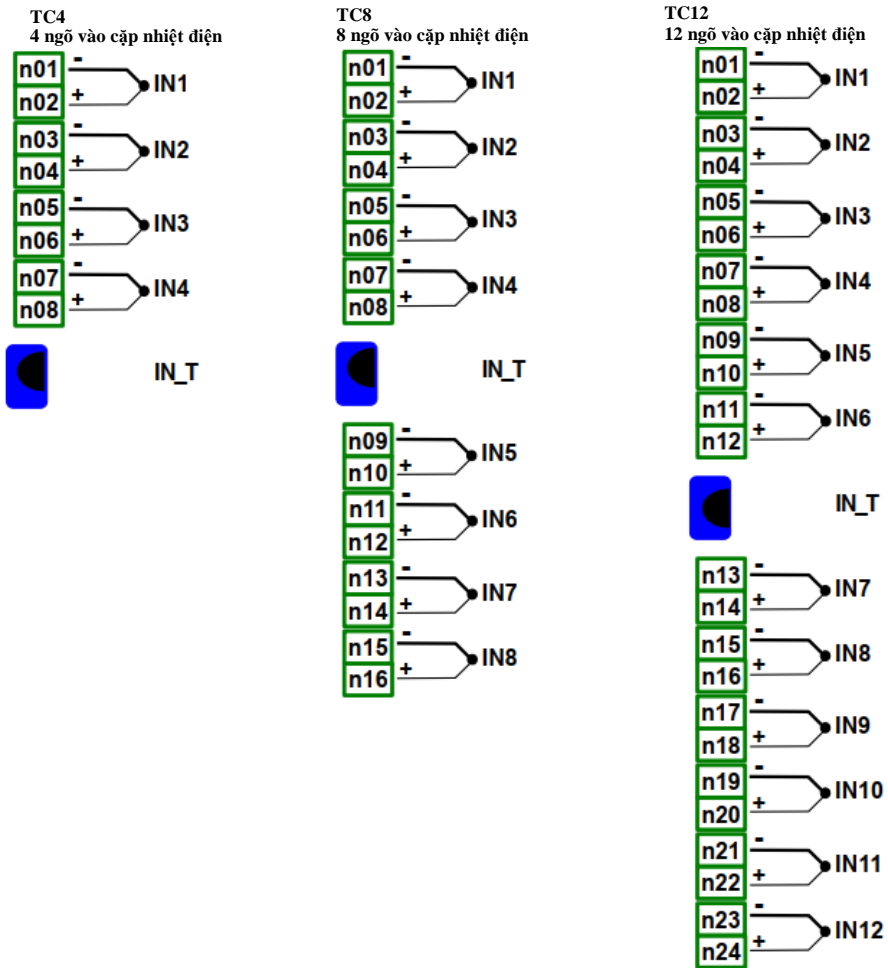 TC4
4 ngõ vào cặp nhiệt điện
n01 - IN1
n02 +
n03 - IN2
n04 +
n05 - IN3
n06 +
n07 - IN4
n08 +
IN_T
TC8
8 ngõ vào cặp nhiệt điện
n01 - IN1
n02 +
n03 - IN2
n04 +
n05 - IN3
n06 +
n07 - IN4
n08 +
IN_T
n09 - IN5
n10 +
n11 - IN6
n12 +
n13 - IN7
n14 +
n15 - IN8
n16 +
TC12
12 ngõ vào cặp nhiệt điện
n01 - IN1
n02 +
n03 - IN2
n04 +
n05 - IN3
n06 +
n07 - IN4
n08 +
n09 - IN5
n10 +
n11 - IN6
n12 +
IN_T
n13 - IN7
n14 +
n15 - IN8
n16 +
n17 - IN9
n18 +
n19 - IN10
n20 +
n21 - IN11
n22 +
n23 - IN12
n24 +